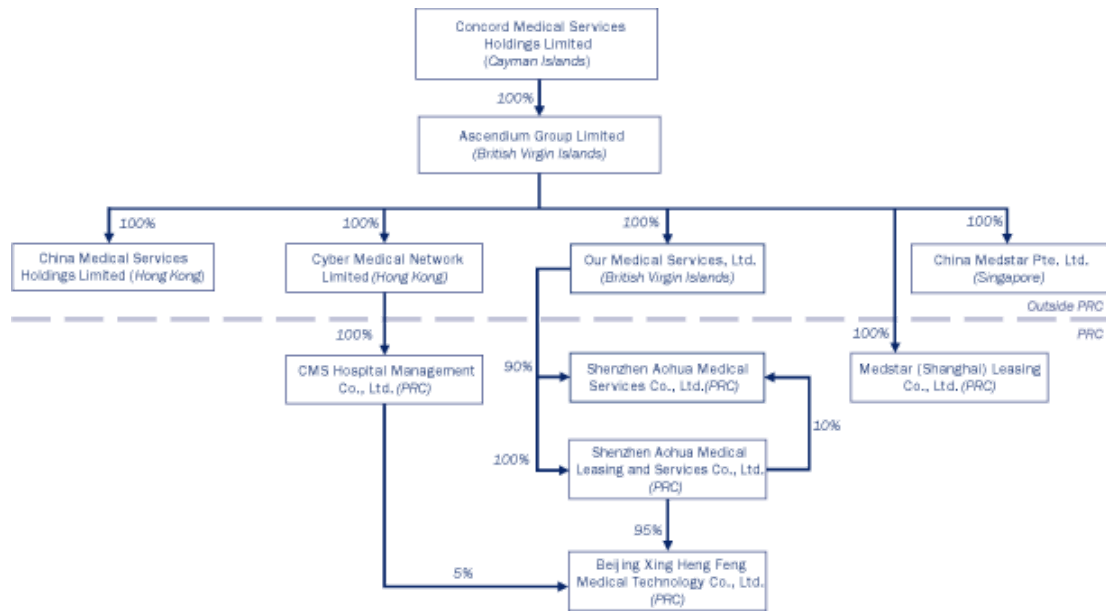 Concord Medical Services
Holdings Limited
(Cayman Islands)
100%
Ascendium Group Limited
(British Virgin Islands)
100%
100%
100%
100%
China Medical Services
Holdings Limited (Hong Kong)
Cyber Medical Network
Limited (Hong Kong)
Our Medical Services, Ltd.
(British Virgin Islands)
China Medstar Pte. Ltd.
(Singapore)
Outside PRC
PRC
100%
100%
CMS Hospital Management
Co., Ltd. (PRC)
90%
Shenzhen Aohua Medical
Services Co., Ltd.(PRC)
Medstar (Shanghai) Leasing
Co., Ltd. (PRC)
10%
100%
Shenzhen Aohua Medical
Leasing and Services Co., Ltd.
(PRC)
95%
5%
Beijing Xing Heng Feng
Medical Technology Co., Ltd.
(PRC)